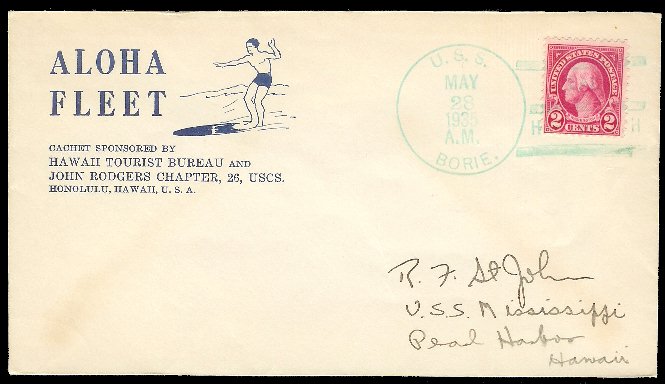 ALOHA
FLEET
CACHET SPONSORED BY
HAWAII TOURIST BUREAU AND
JOHN RODGERS CHAPTER, 26, USCS.
HONOLULU, HAWAII, U. S. A.
U. S. S.
MAY
28
1935
A.M.
BORIE.
UNITED STATES POSTAGE
2 CENTS 2
R. F. St John
U.S.S. Mississippi
Pearl Harbor
Hawaii